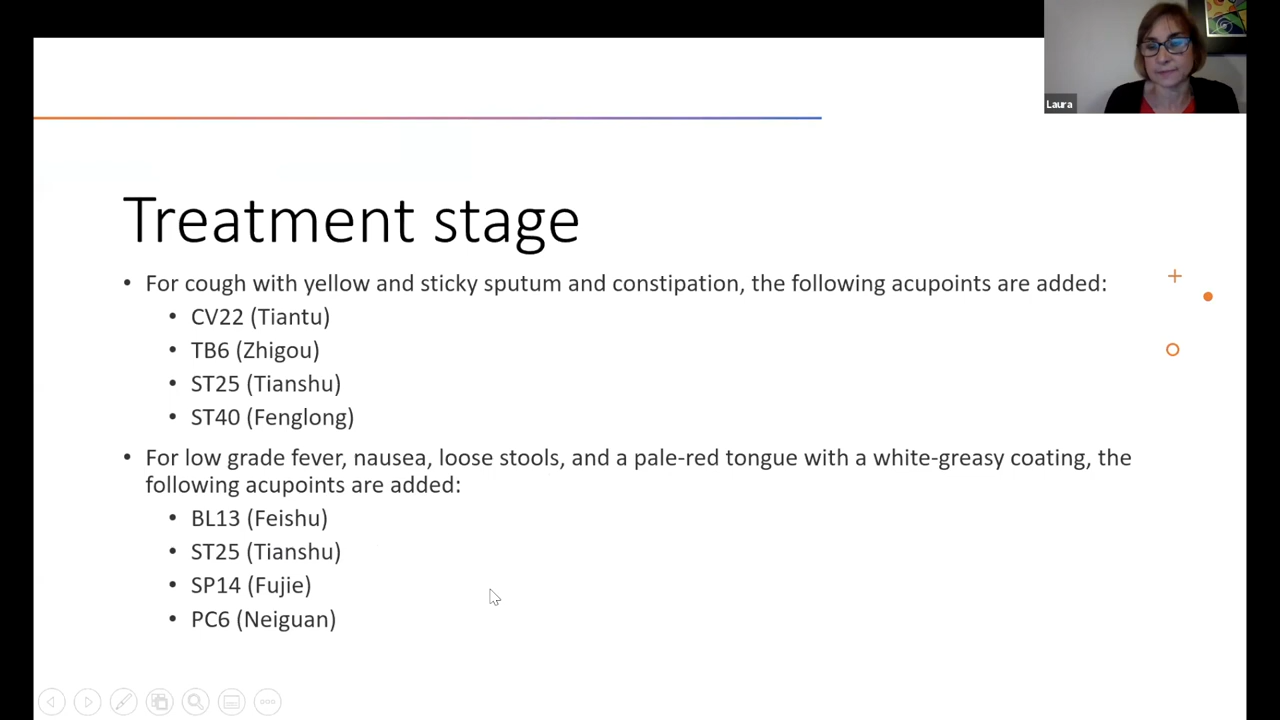 Laura
Treatment stage
• For cough with yellow and sticky sputum and constipation, the following acupoints are added:
• CV22 (Tiantu)
• TB6 (Zhigou)
• ST25 (Tianshu)
• ST40 (Fenglong)
• For low grade fever, nausea, loose stools, and a pale-red tongue with a white-greasy coating, the
following acupoints are added:
• BL13 (Feishu)
• ST25 (Tianshu)
• SP14 (Fujie)
• PC6 (Neiguan)